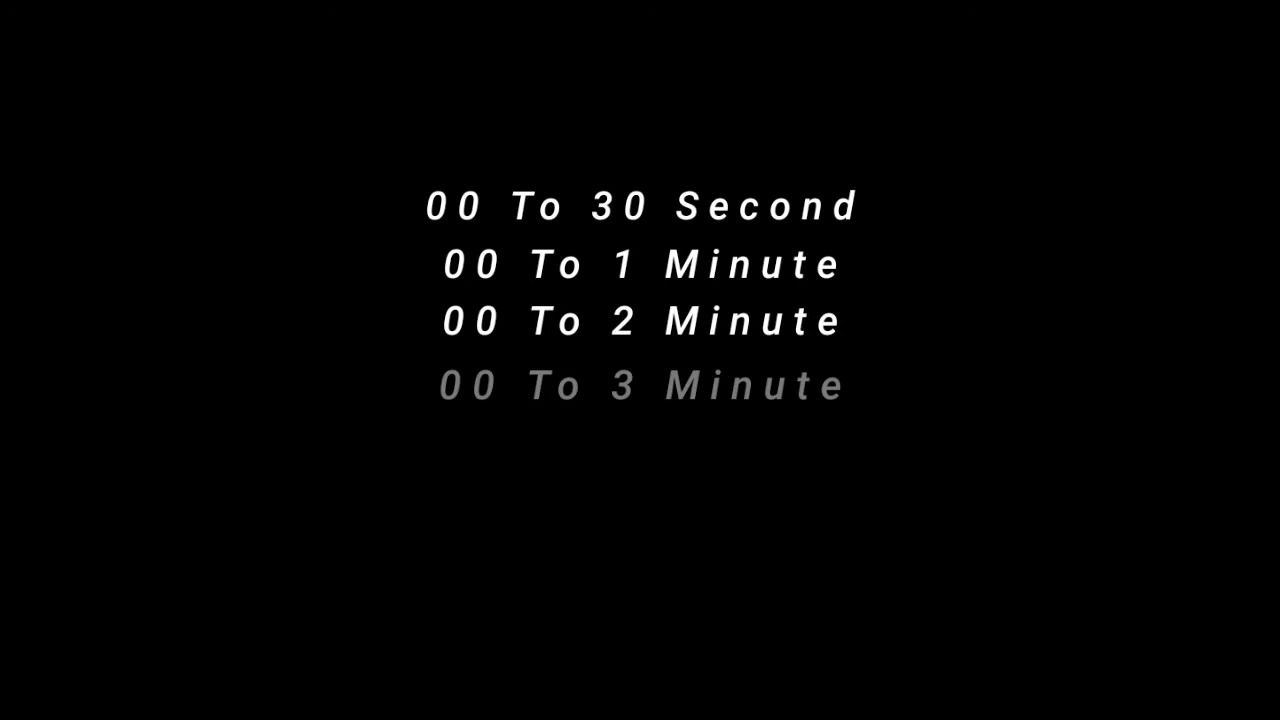 00 To 30 Second
00 To 1 Minute
00 To 2 Minute
00 To 3 Minute